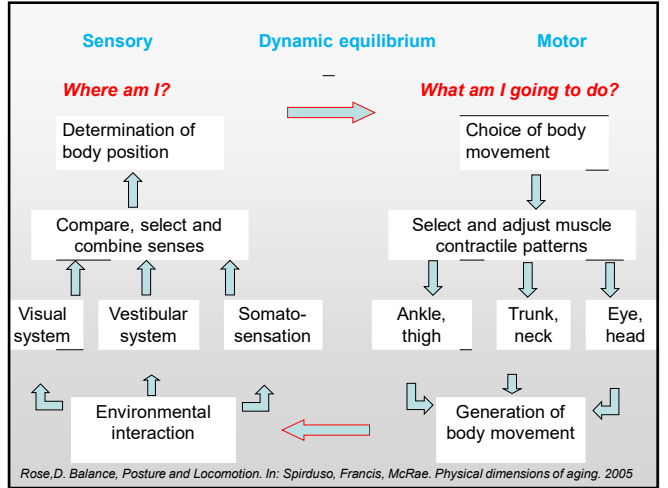 Sensory Dynamic equilibrium Motor
Where am I? What am I going to do?
Determination of
body position
Choice of body
movement
Compare, select and
combine senses
Select and adjust muscle
contractile patterns
Visual
system
Vestibular
system
Somato-
sensation
Ankle,
thigh
Trunk,
neck
Eye,
head
Environmental
interaction
Generation of
body movement
Rose,D. Balance, Posture and Locomotion. In: Spirduso, Francis, McRae. Physical dimensions of aging. 2005